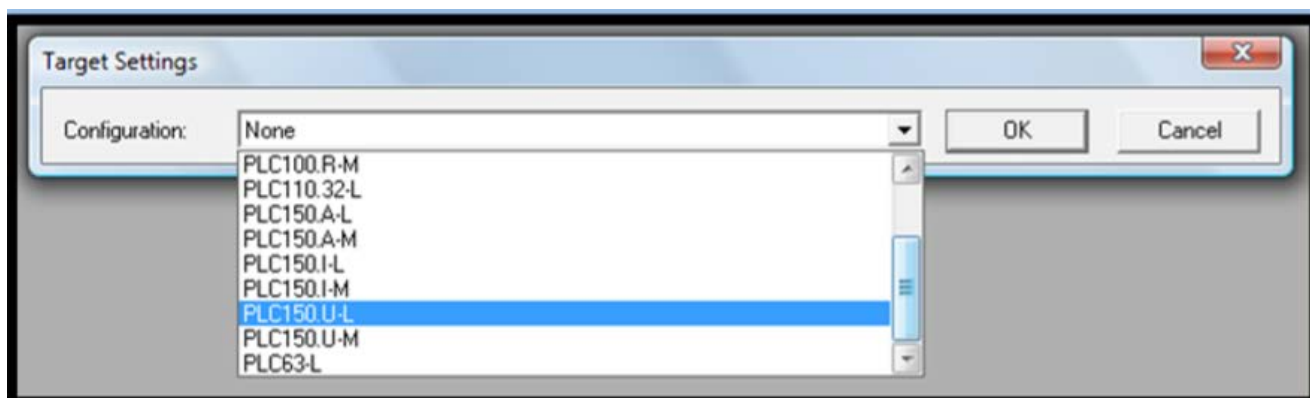 Target Settings
Configuration: None OK Cancel
PLC100.R-M
PLC110.32-L
PLC150.A-L
PLC150.A-M
PLC150.I-L
PLC150.I-M
PLC150.U-L
PLC150.U-M
PLC63-L